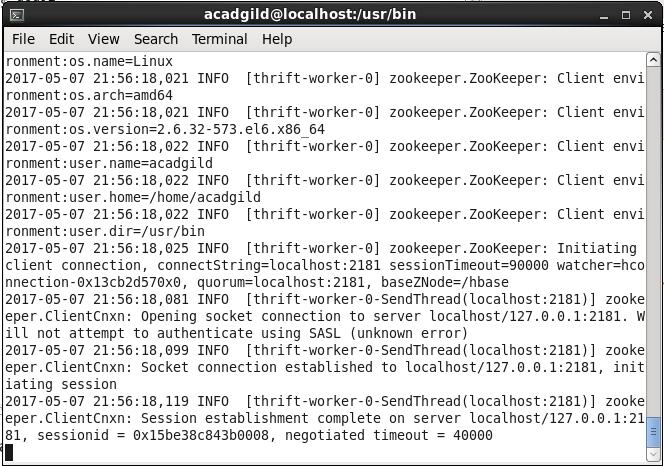 acadgild@localhost:/usr/bin
File Edit View Search Terminal Help
ronment:os.name=Linux
2017-05-07 21:56:18,021 INFO  [thrift-worker-0] zookeeper.ZooKeeper: Client envi
ronment:os.arch=amd64
2017-05-07 21:56:18,021 INFO  [thrift-worker-0] zookeeper.ZooKeeper: Client envi
ronment:os.version=2.6.32-573.el6.x86_64
2017-05-07 21:56:18,022 INFO  [thrift-worker-0] zookeeper.ZooKeeper: Client envi
ronment:user.name=acadgild
2017-05-07 21:56:18,022 INFO  [thrift-worker-0] zookeeper.ZooKeeper: Client envi
ronment:user.home=/home/acadgild
2017-05-07 21:56:18,022 INFO  [thrift-worker-0] zookeeper.ZooKeeper: Client envi
ronment:user.dir=/usr/bin
2017-05-07 21:56:18,025 INFO  [thrift-worker-0] zookeeper.ZooKeeper: Initiating
client connection, connectString=localhost:2181 sessionTimeout=90000 watcher=hco
nnection-0x13cb2d570x0, quorum=localhost:2181, baseZNode=/hbase
2017-05-07 21:56:18,081 INFO  [thrift-worker-0-SendThread(localhost:2181)] zooke
eper.ClientCnxn: Opening socket connection to server localhost/127.0.0.1:2181. W
ill not attempt to authenticate using SASL (unknown error)
2017-05-07 21:56:18,099 INFO  [thrift-worker-0-SendThread(localhost:2181)] zooke
eper.ClientCnxn: Socket connection established to localhost/127.0.0.1:2181, init
iating session
2017-05-07 21:56:18,119 INFO  [thrift-worker-0-SendThread(localhost:2181)] zooke
eper.ClientCnxn: Session establishment complete on server localhost/127.0.0.1:21
81, sessionid = 0x15be38c843b0008, negotiated timeout = 40000